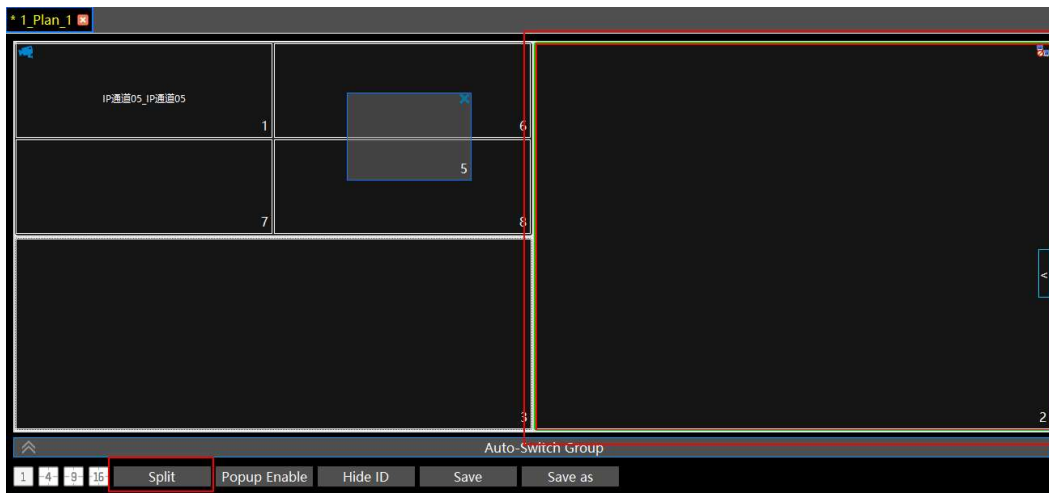 * 1_Plan_1
IP通道05_IP通道05
1
6
5
7
8
3
2
<
Auto-Switch Group
1 4 9 16 Split Popup Enable Hide ID Save Save as